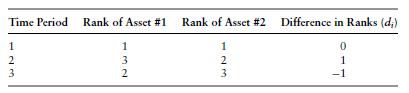 Time Period Rank of Asset #1 Rank of Asset #2 Difference in Ranks (di)
1 1 1 0
2 3 2 1
3 2 3 −1